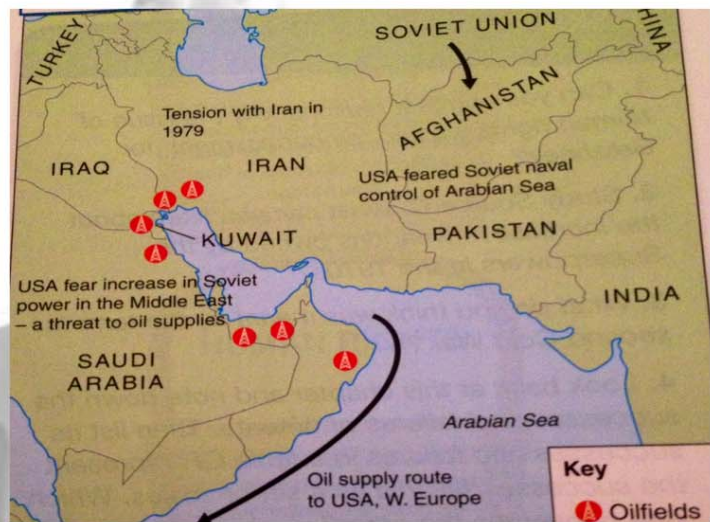 TURKEY
SOVIET UNION
CHINA
Tension with Iran in
1979
AFGHANISTAN
IRAQ
IRAN
USA feared Soviet naval
control of Arabian Sea
KUWAIT
PAKISTAN
USA fear increase in Soviet
power in the Middle East
– a threat to oil supplies
INDIA
SAUDI
ARABIA
Arabian Sea
Oil supply route
to USA, W. Europe
Key
Oilfields